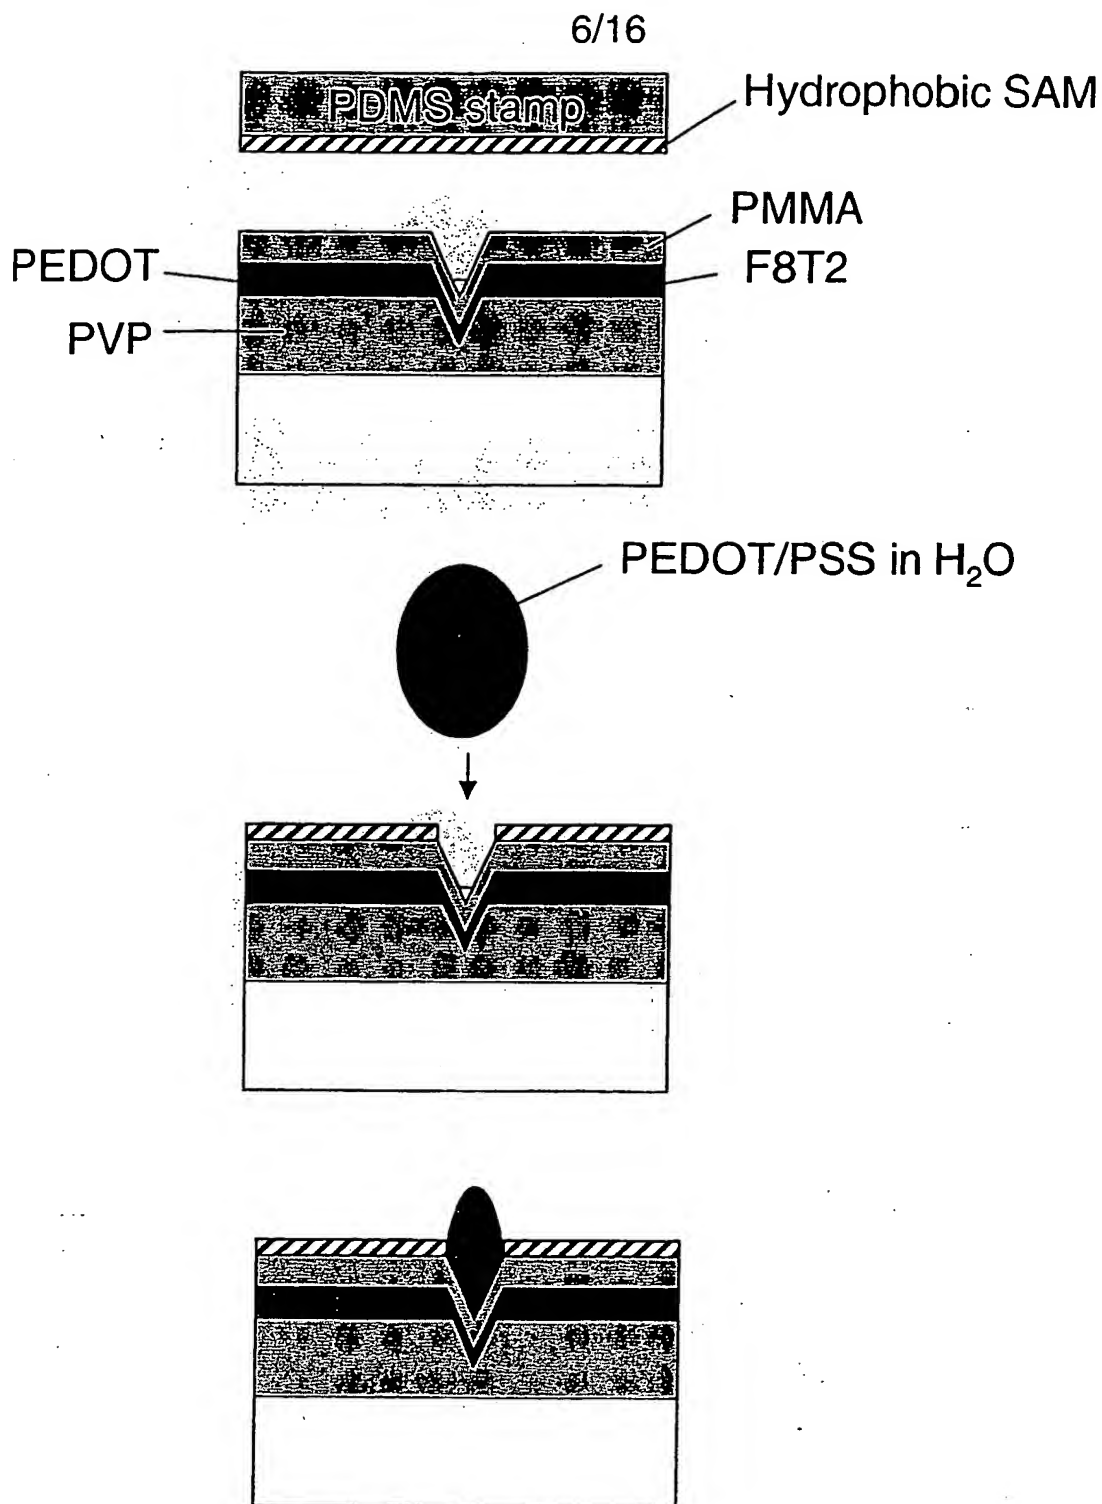 6/16
PDMS stamp
Hydrophobic SAM
PMMA
PEDOT
F8T2
PVP
PEDOT/PSS in H₂O